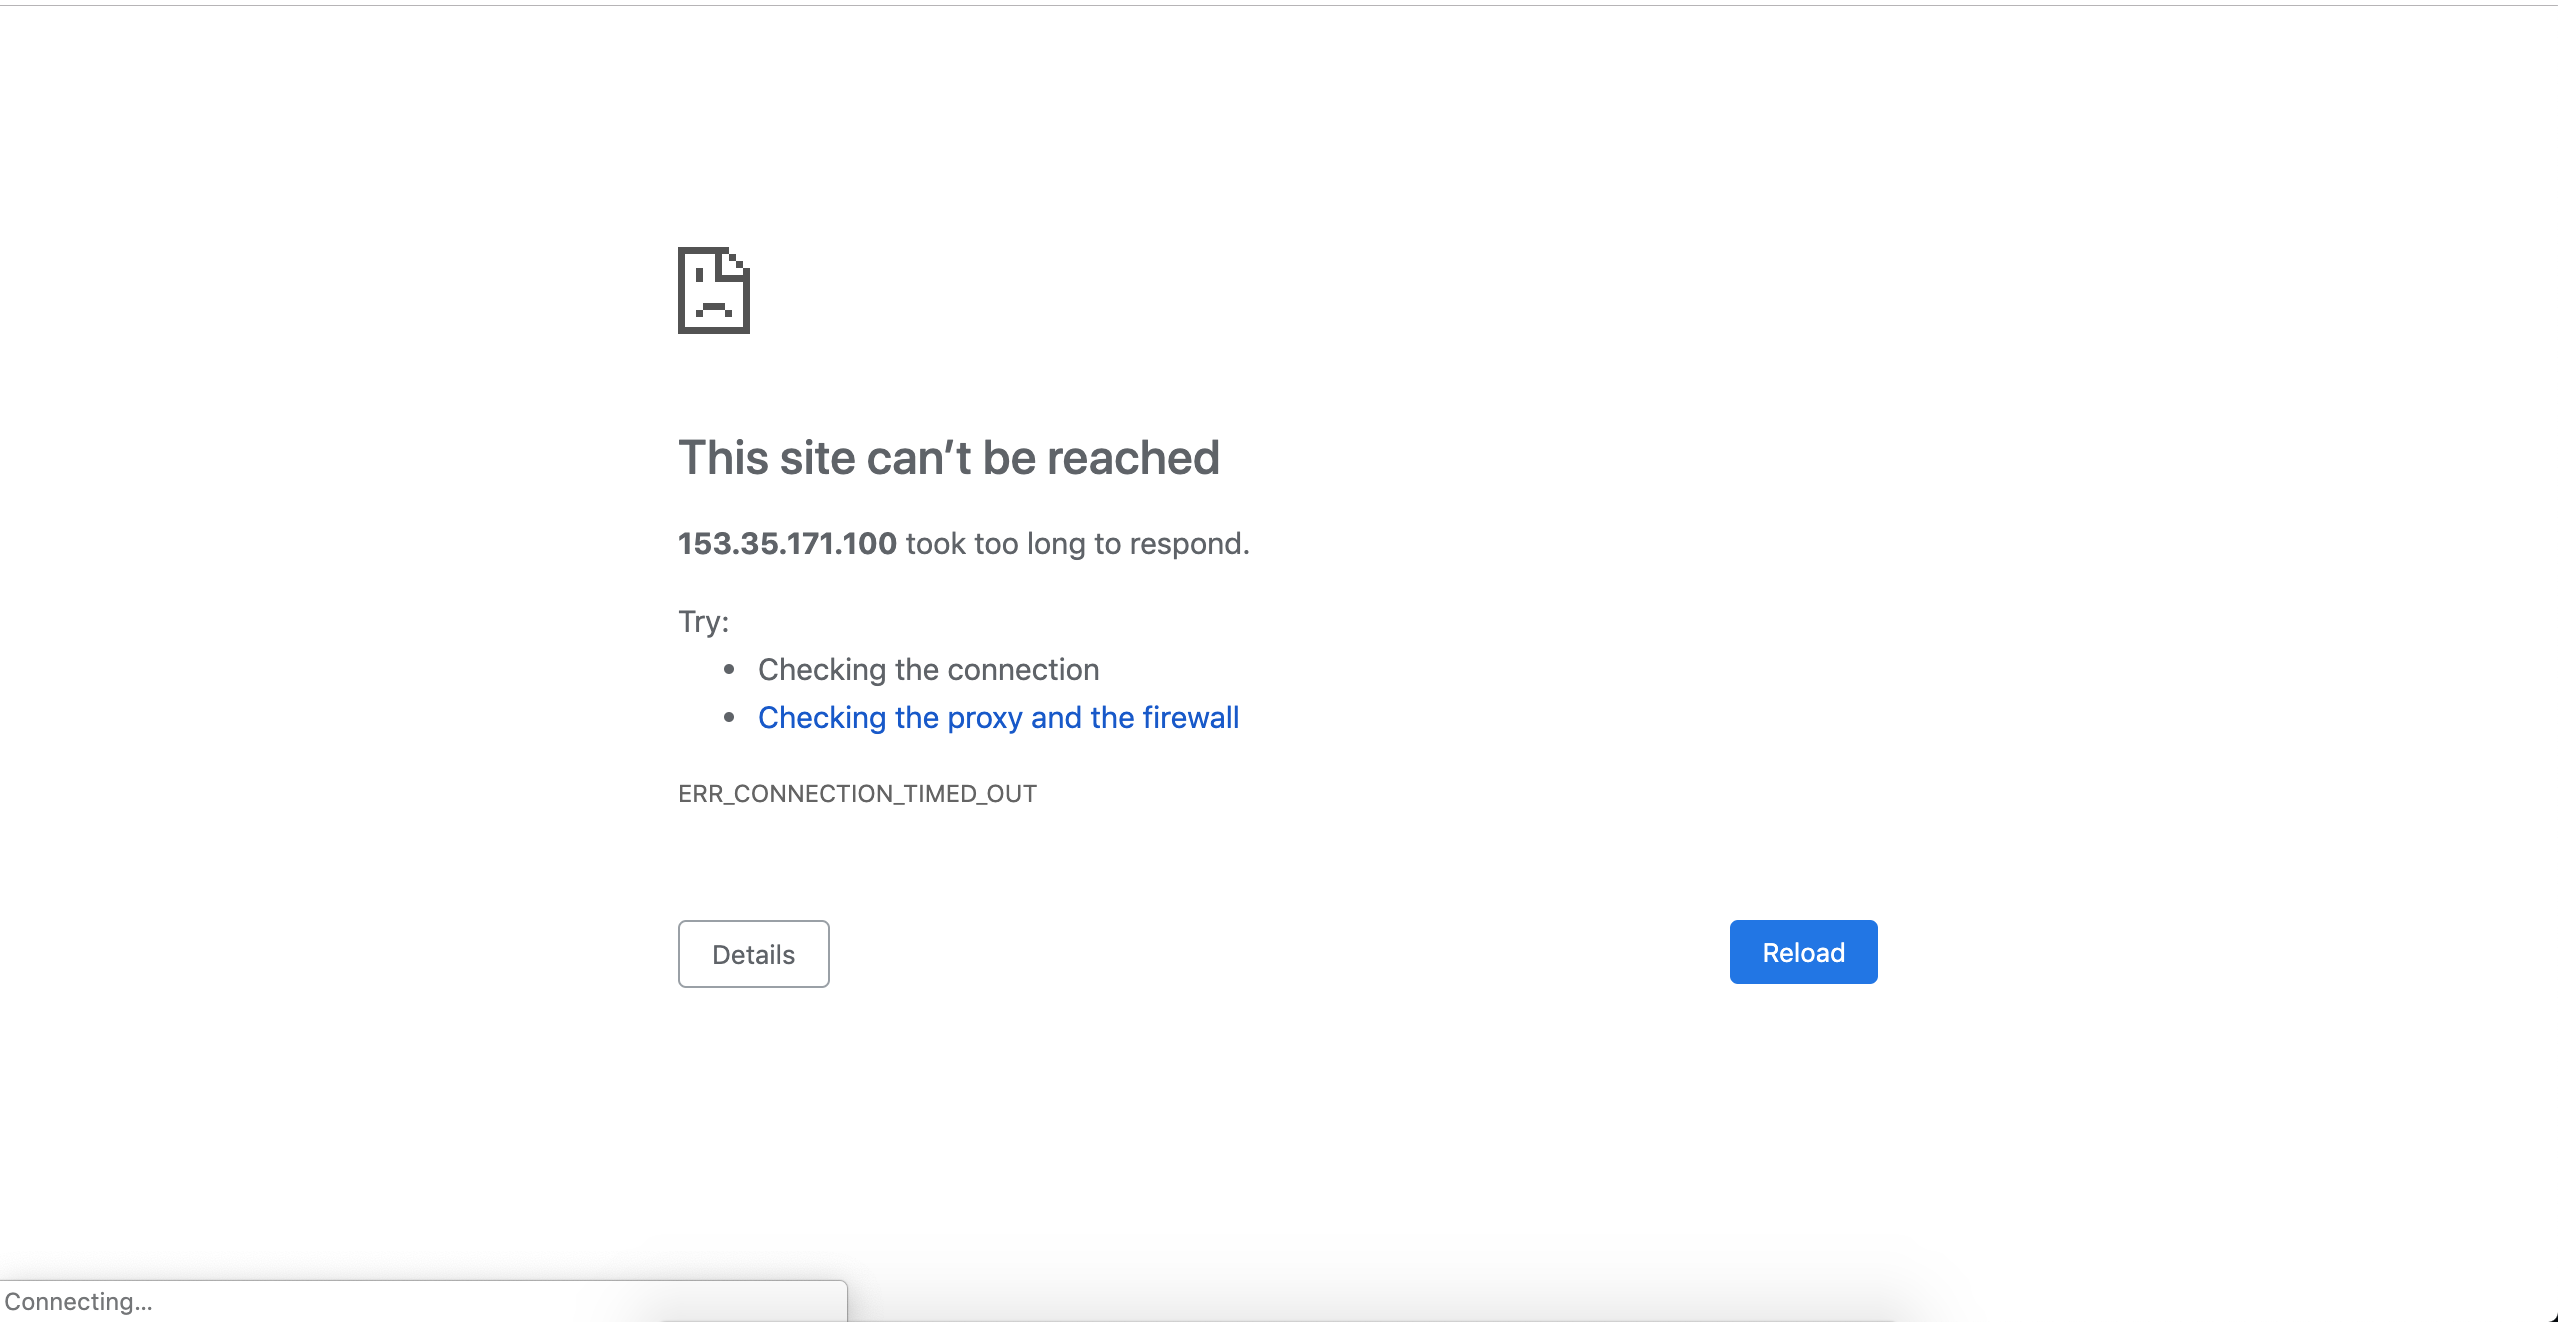 This site can’t be reached
153.35.171.100 took too long to respond.
Try:
• Checking the connection
• Checking the proxy and the firewall
ERR_CONNECTION_TIMED_OUT
Details
Reload
Connecting...